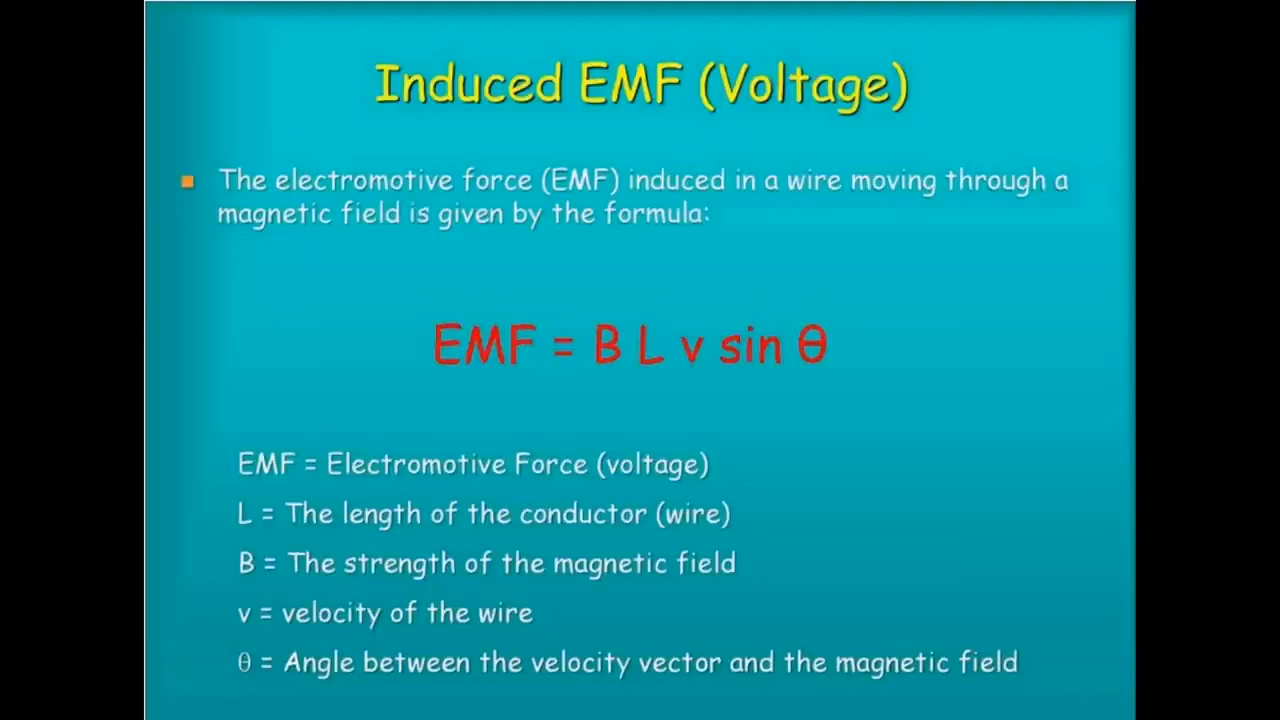 Induced EMF (Voltage)
The electromotive force (EMF) induced in a wire moving through a
magnetic field is given by the formula:
EMF = B L v sin θ
EMF = Electromotive Force (voltage)
L = The length of the conductor (wire)
B = The strength of the magnetic field
v = velocity of the wire
θ = Angle between the velocity vector and the magnetic field